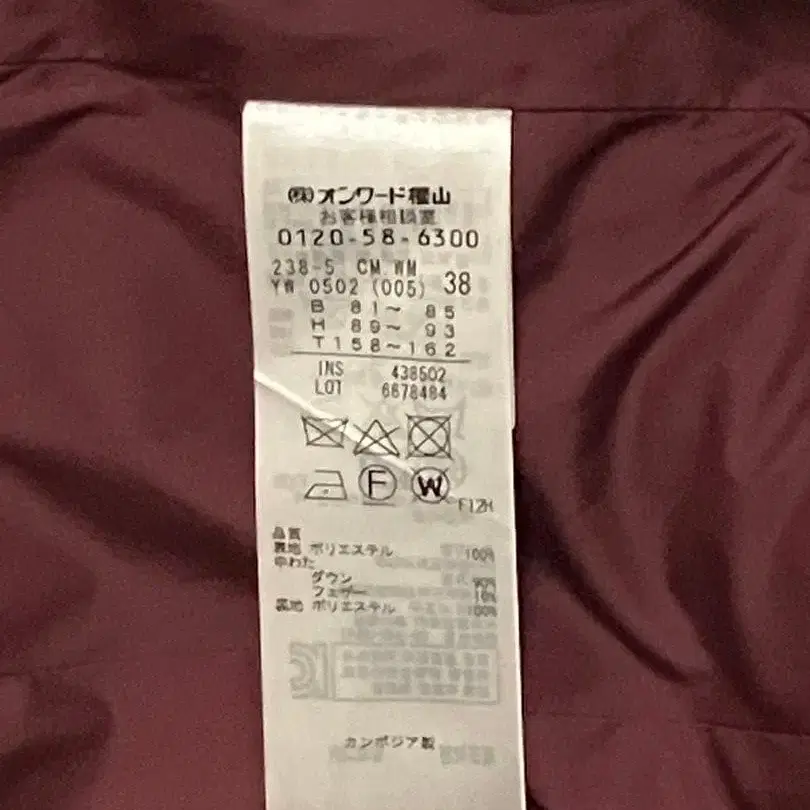 ㈱オンワード樫山
お客様相談室
0120-58-6300
238-5 CM.WM
YW 0502 (005) 38
B 81~ 85
H 89~ 93
T158~162
INS 438502
LOT 6678484
F W
F12H
品質
表地 ポリエステル 100%
中わた
ダウン 90%
フェザー 10%
裏地 ポリエステル 100%
カンボジア製